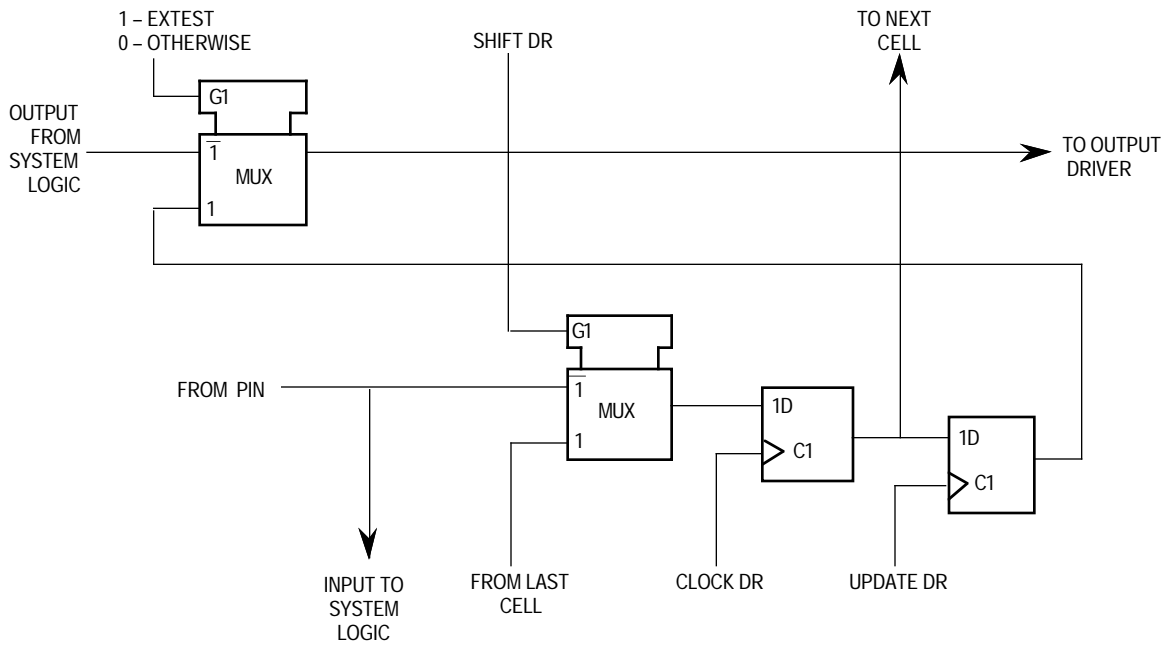 1 – EXTEST
0 – OTHERWISE
SHIFT DR
TO NEXT
CELL
G1
OUTPUT
FROM
SYSTEM
LOGIC
1̅
MUX
1
TO OUTPUT
DRIVER
G1
FROM PIN
1̅
MUX
1
1D
C1
1D
C1
INPUT TO
SYSTEM
LOGIC
FROM LAST
CELL
CLOCK DR
UPDATE DR